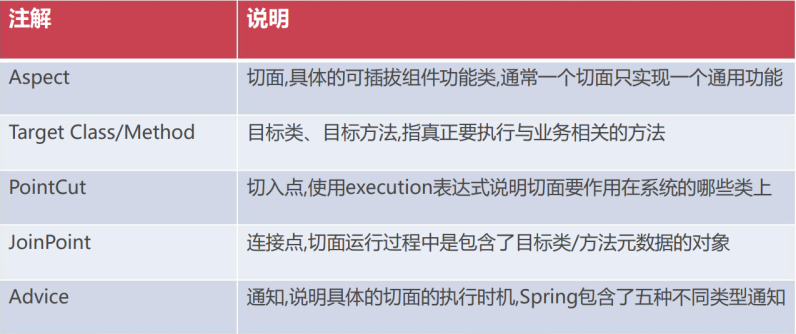 注解 说明
Aspect 切面,具体的可插拔组件功能类,通常一个切面只实现一个通用功能
Target Class/Method 目标类、目标方法,指真正要执行与业务相关的方法
PointCut 切入点,使用execution表达式说明切面要作用在系统的哪些类上
JoinPoint 连接点,切面运行过程中是包含了目标类/方法元数据的对象
Advice 通知,说明具体的切面的执行时机,Spring包含了五种不同类型通知